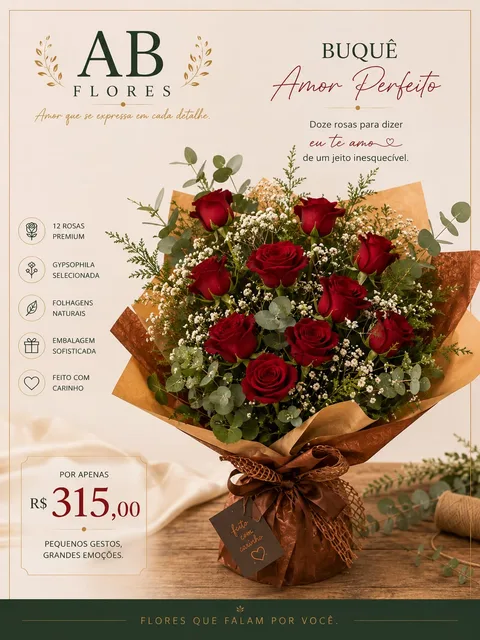 AB
FLORES
Amor que se expressa em cada detalhe.
BUQUÊ
Amor Perfeito
Doze rosas para dizer
eu te amo
de um jeito inesquecível.
12 ROSAS
PREMIUM
GYPSOPHILA
SELECIONADA
FOLHAGENS
NATURAIS
EMBALAGEM
SOFISTICADA
FEITO COM
CARINHO
POR APENAS
R$ 315,00
PEQUENOS GESTOS,
GRANDES EMOÇÕES.
feito
com
carinho
FLORES QUE FALAM POR VOCÊ.